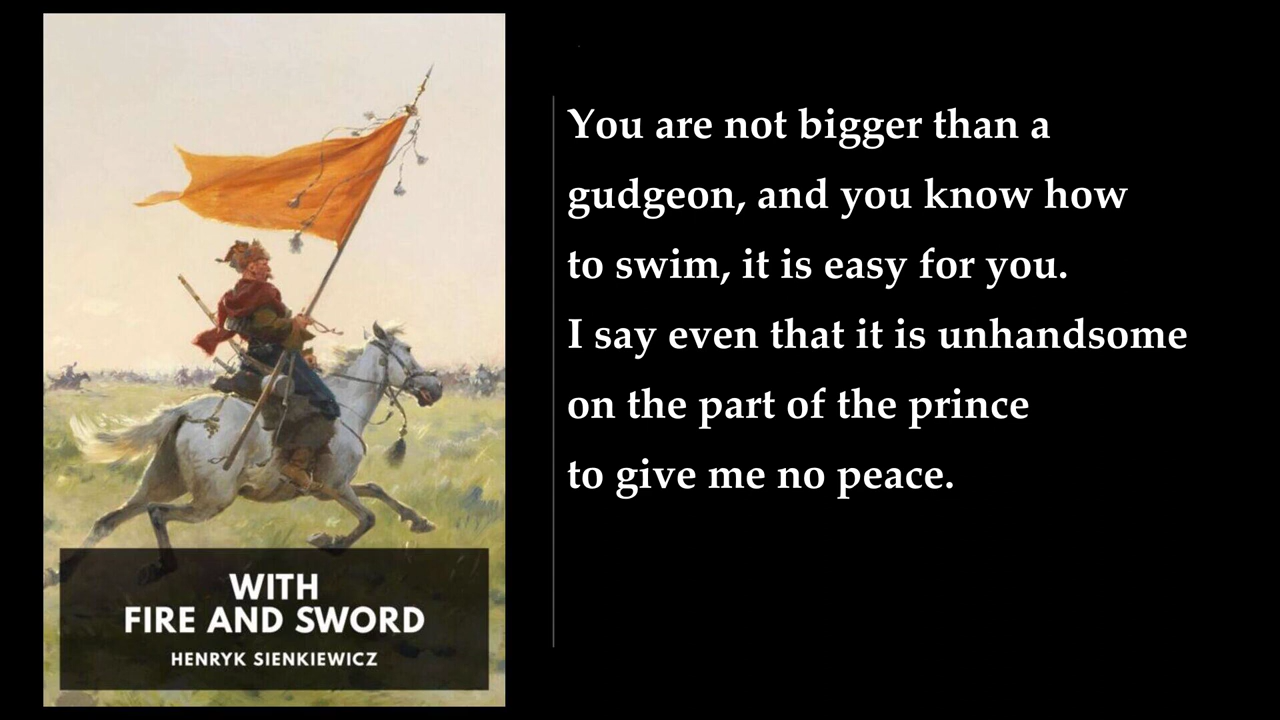 WITH
FIRE AND SWORD
HENRYK SIENKIEWICZ
You are not bigger than a
gudgeon, and you know how
to swim, it is easy for you.
I say even that it is unhandsome
on the part of the prince
to give me no peace.